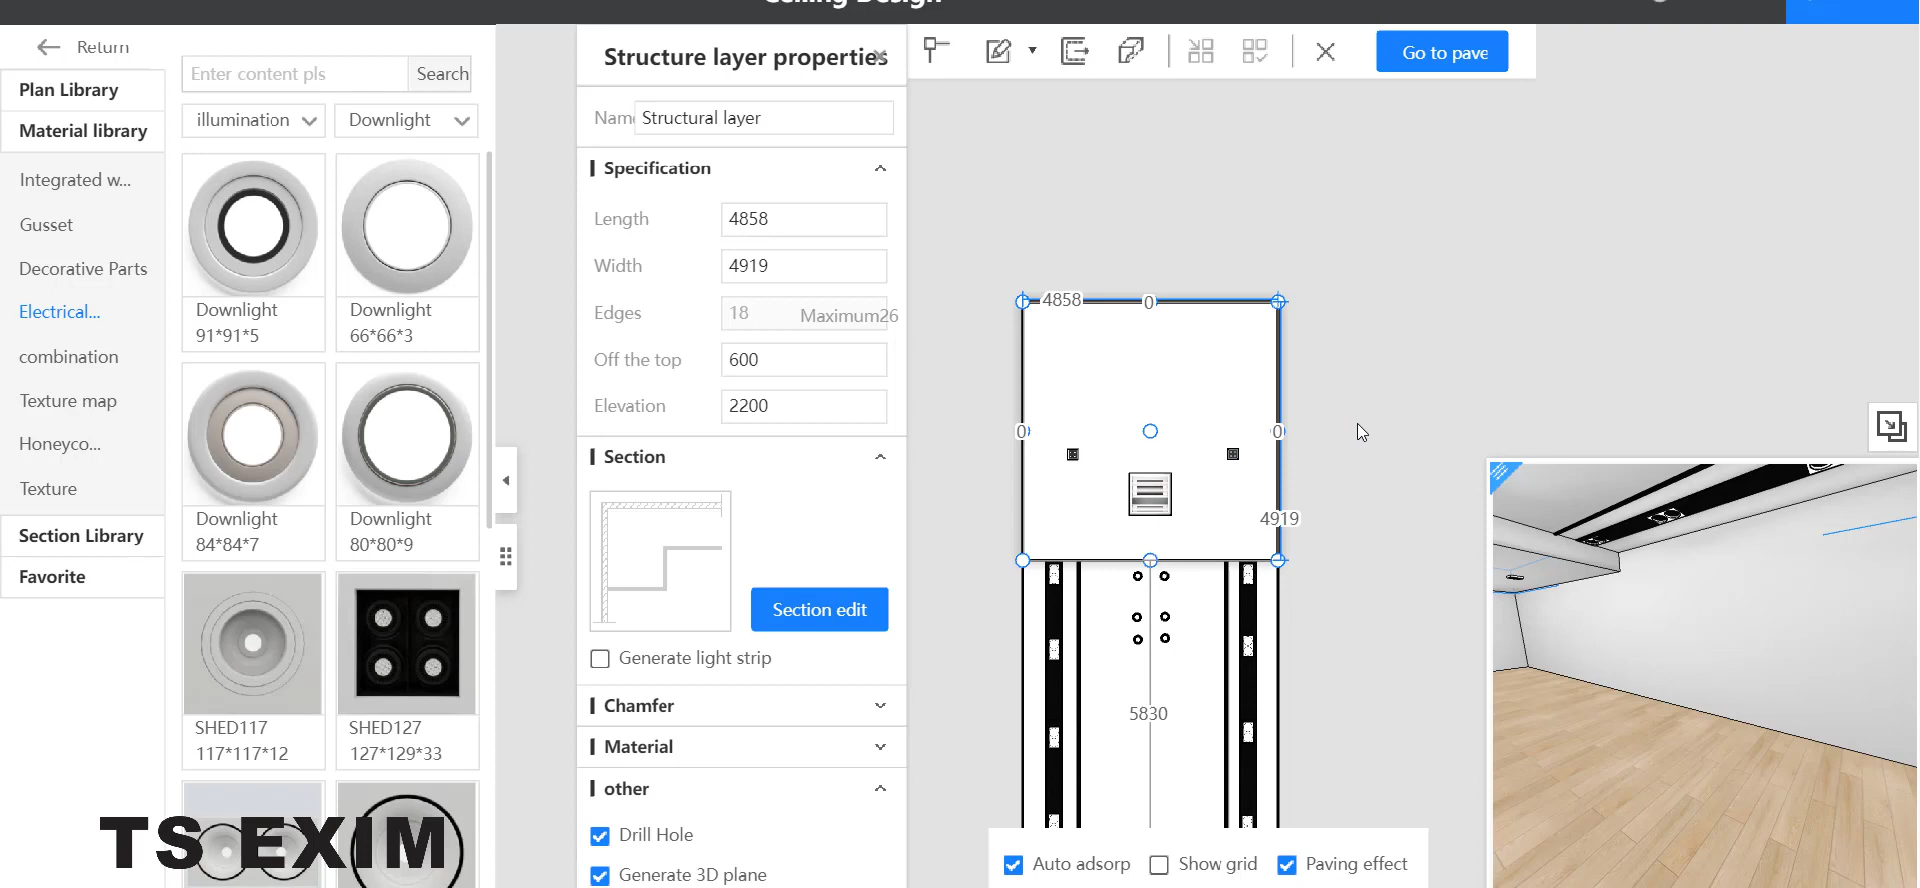 Ceiling Design
Return
Plan Library
Material library
Integrated w...
Gusset
Decorative Parts
Electrical...
combination
Texture map
Honeyco...
Texture
Section Library
Favorite
Enter content pls
Search
illumination
Downlight
Downlight
91*91*5
Downlight
66*66*3
Downlight
84*84*7
Downlight
80*80*9
SHED117
117*117*12
SHED127
127*129*33
TS EXIM
Structure layer properties
Name
Structural layer
Specification
Length
4858
Width
4919
Edges
18
Maximum26
Off the top
600
Elevation
2200
Section
Section edit
Generate light strip
Chamfer
Material
other
Drill Hole
Generate 3D plane
Go to pave
4858
0
0
0
4919
5830
Auto adsorp
Show grid
Paving effect